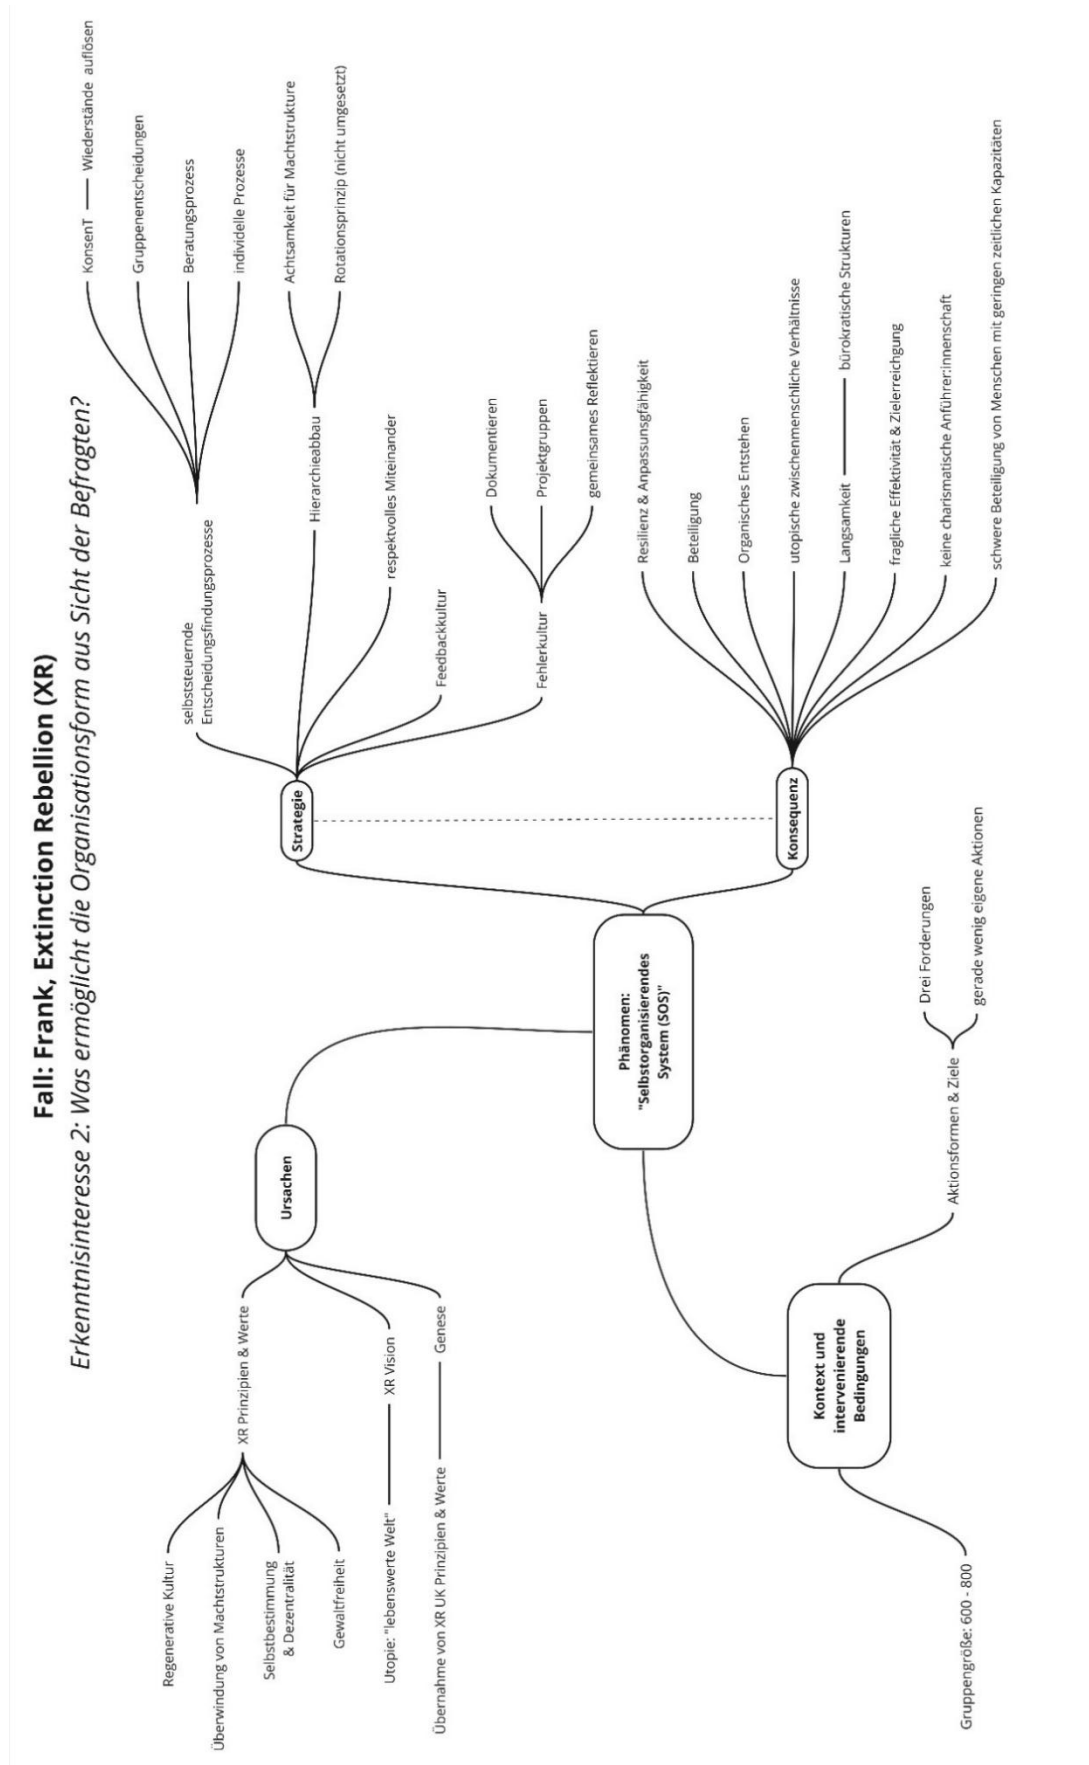 Fall: Frank, Extinction Rebellion (XR)
Erkenntnisinteresse 2: Was ermöglicht die Organisationsform aus Sicht der Befragten?
Regenerative Kultur
Überwindung von Machtstrukturen
Selbstbestimmung
& Dezentralität
Gewaltfreiheit
XR Prinzipien & Werte
Utopie: "lebenswerte Welt"
XR Vision
Übernahme von XR UK Prinzipien & Werte
Genese
Ursachen
Phänomen:
"Selbstorganisierendes
System (SOS)"
Kontext und
intervenierende
Bedingungen
Gruppengröße: 600 - 800
Aktionsformen & Ziele
Drei Forderungen
gerade wenig eigene Aktionen
Strategie
selbststeuernde
Entscheidungsfindungsprozesse
KonsenT
Wiederstände auflösen
Gruppenentscheidungen
Beratungsprozess
individelle Prozesse
Hierarchieabbau
Achtsamkeit für Machtstrukture
Rotationsprinzip (nicht umgesetzt)
respektvolles Miteinander
Feedbackkultur
Fehlerkultur
Dokumentieren
Projektgruppen
gemeinsames Reflektieren
Konsequenz
Resilienz & Anpassunsgfähigkeit
Beteiligung
Organisches Entstehen
utopische zwischenmenschliche Verhältnisse
Langsamkeit
bürokratische Strukturen
fragliche Effektivität & Zielerreichgung
keine charismatische Anführer:innenschaft
schwere Beteiligung von Menschen mit geringen zeitlichen Kapazitäten